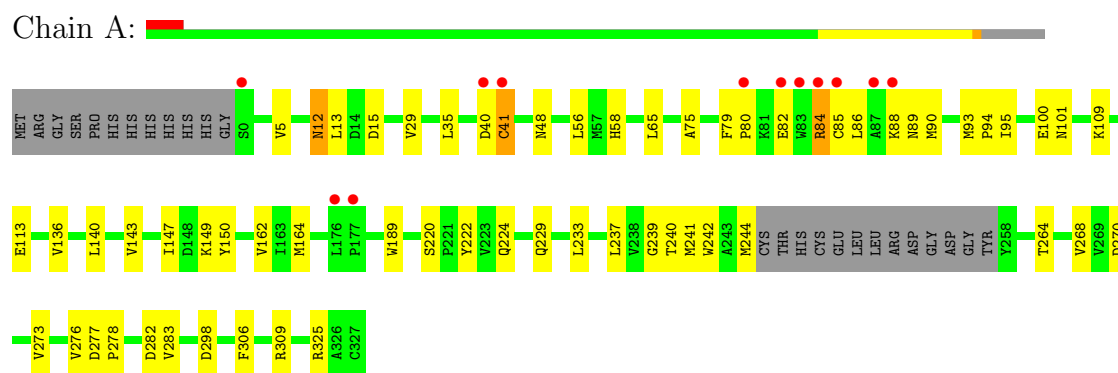 Chain A:
MET ARG GLY SER PRO HIS HIS HIS HIS HIS HIS GLY S0 V5 N12 L13 D14 D15 V29 L35 D40 C41 N48 L56 M57 H58 L65 A75 F79 P80 K81 E82 W83 R84 C85 L86 A87 K88 N89 M90 M93 P94 I95 E100 N101 K109
E113 V136 L140 V143 I147 D148 K149 Y150 V162 I163 M164 L176 P177 W189 S220 P221 Y222 V223 Q224 Q229 L233 L237 V238 G239 T240 M241 W242 A243 M244 CYS THR HIS CYS GLU LEU LEU ARG ASP GLY ASP GLY TYR Y258 T264 V268 V269 D270
V273 V276 D277 P278 D282 V283 D298 F306 R309 R325 A326 C327